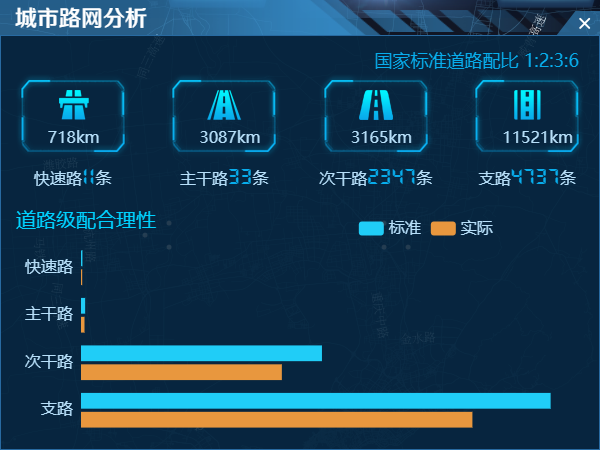 城市路网分析
国家标准道路配比 1:2:3:6
718km 3087km 3165km 11521km
快速路11条 主干路33条 次干路2347条 支路4737条
道路级配合理性
标准 实际
快速路
主干路
次干路
支路